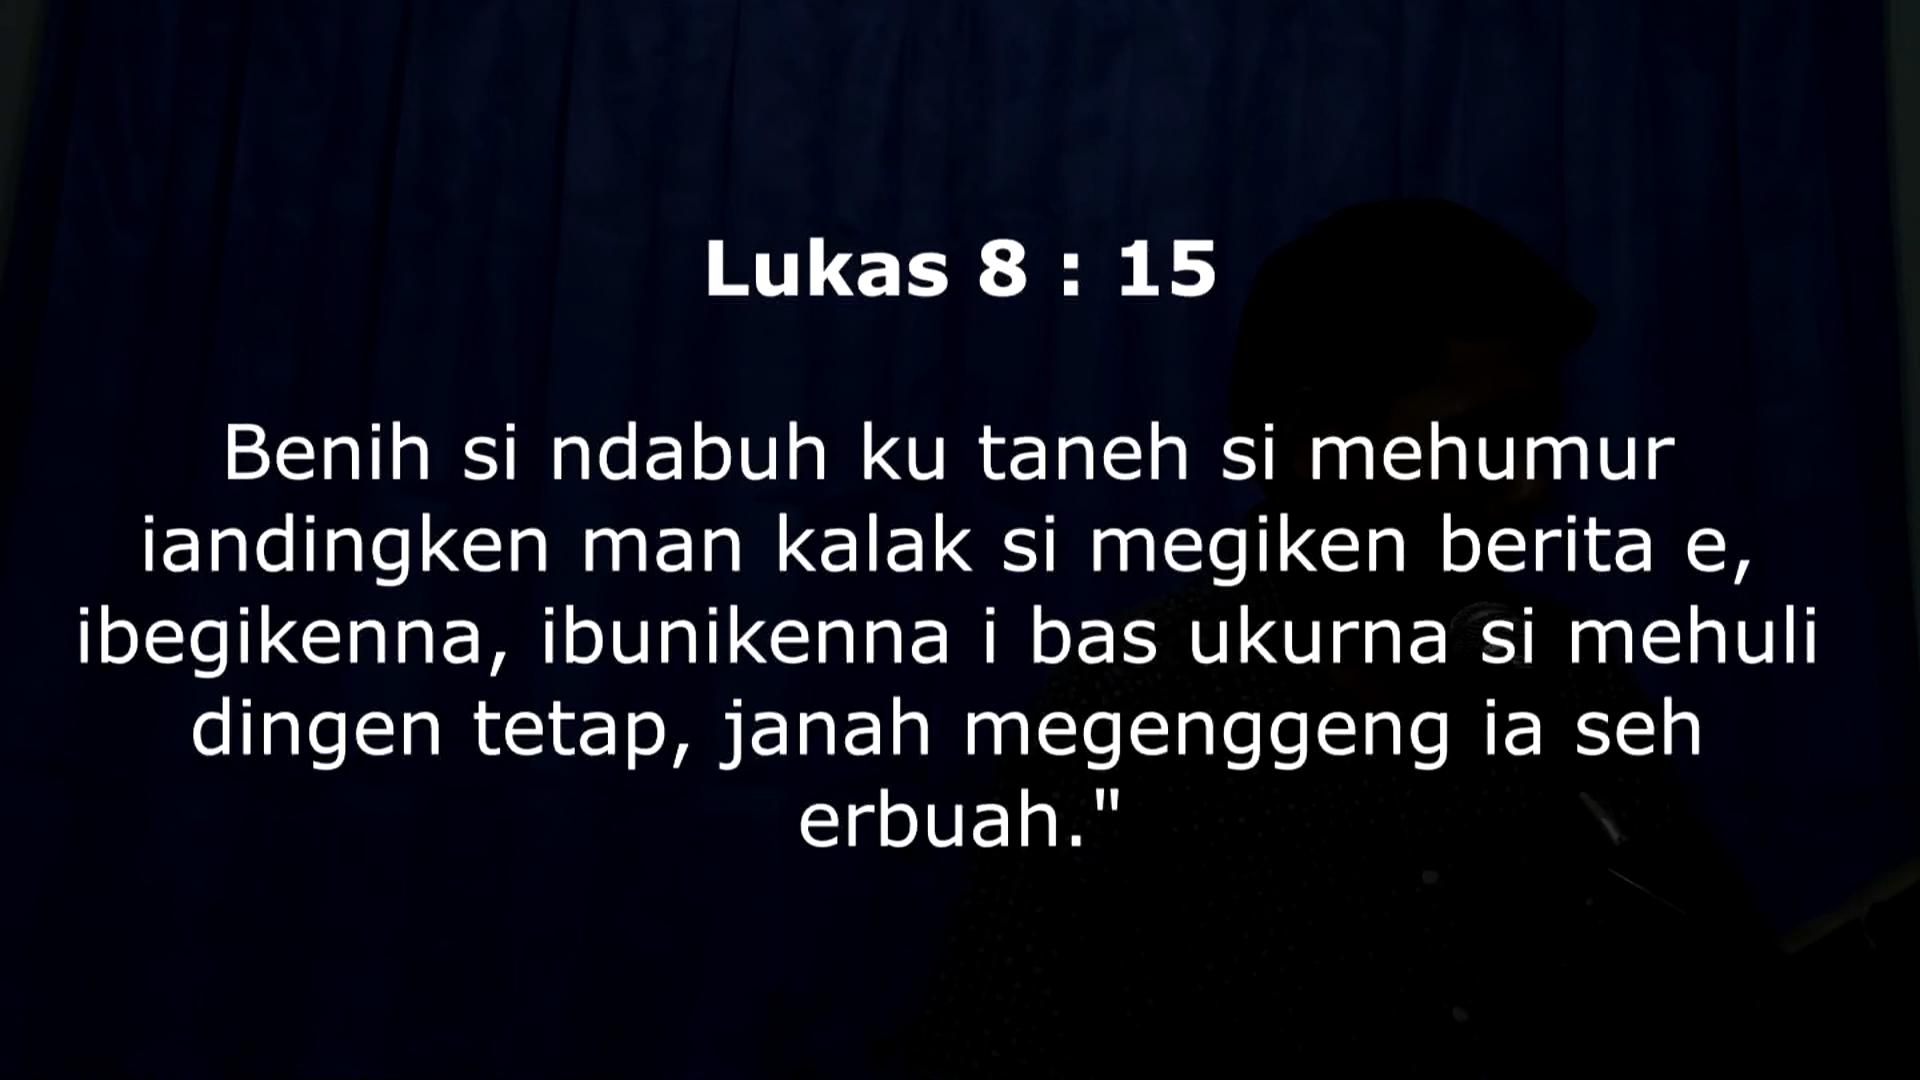 Lukas 8 : 15
Benih si ndabuh ku taneh si mehumur
iandingken man kalak si megiken berita e,
ibegikenna, ibunikenna i bas ukurna si mehuli
dingen tetap, janah megenggeng ia seh
erbuah."